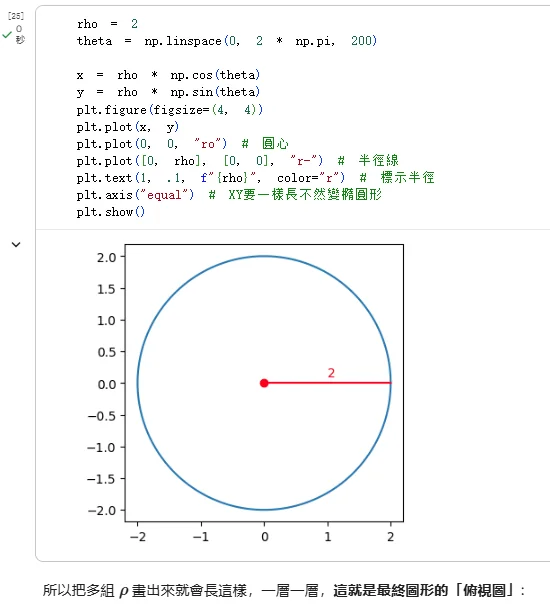 [25]
0
秒
rho = 2
theta = np.linspace(0, 2 * np.pi, 200)
x = rho * np.cos(theta)
y = rho * np.sin(theta)
plt.figure(figsize=(4, 4))
plt.plot(x, y)
plt.plot(0, 0, "ro") # 圓心
plt.plot([0, rho], [0, 0], "r-") # 半徑線
plt.text(1, .1, f"{rho}", color="r") # 標示半徑
plt.axis("equal") # XY要一樣長不然變橢圓形
plt.show()
2.0
1.5
1.0
0.5
0.0
−0.5
−1.0
−1.5
−2.0
2
−2 −1 0 1 2
所以把多組 ρ 畫出來就會長這樣，一層一層，這就是最終圖形的「俯視圖」：